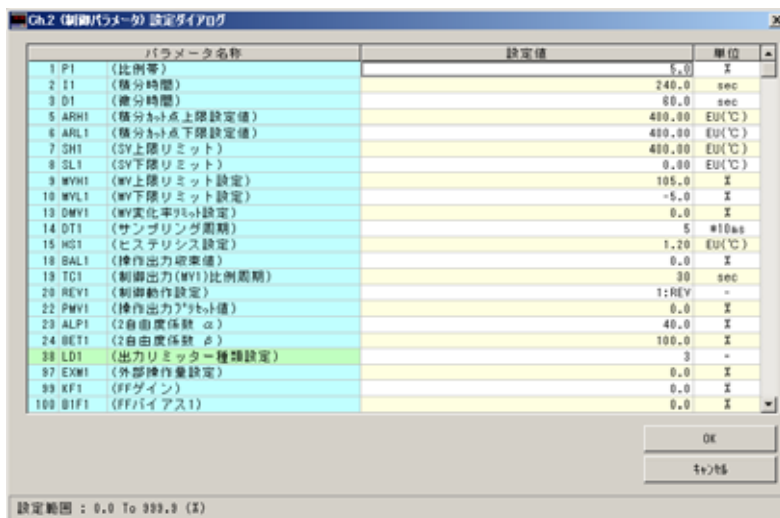 Ch.2 (制御パラメータ) 設定ダイアログ
パラメータ名称 設定値 単位
1 P1 (比例帯) 5.0 %
2 I1 (積分時間) 240.0 sec
3 D1 (微分時間) 60.0 sec
5 ARH1 (積分カット点上限設定値) 400.00 EU(℃)
6 ARL1 (積分カット点下限設定値) 400.00 EU(℃)
7 SH1 (SV上限リミット) 400.00 EU(℃)
8 SL1 (SV下限リミット) 0.00 EU(℃)
9 MVH1 (MV上限リミット設定) 105.0 %
10 MVL1 (MV下限リミット設定) -5.0 %
13 DMV1 (MV変化率リミット設定) 0.0 %
14 DT1 (サンプリング周期) 5 *10ms
15 HS1 (ヒステリシス設定) 1.20 EU(℃)
18 BAL1 (操作出力収束値) 0.0 %
19 TC1 (制御出力(MV1)比例周期) 30 sec
20 REV1 (制御動作設定) 1:REV -
22 PMV1 (操作出力プリセット値) 0.0 %
23 ALP1 (2自由度係数 α) 40.0 %
24 BET1 (2自由度係数 β) 100.0 %
38 LD1 (出力リミッター種類設定) 3 -
97 EXM1 (外部操作量設定) 0.0 %
99 KF1 (FFゲイン) 0.0 %
100 B1F1 (FFバイアス1) 0.0 %
OK
キャンセル
設定範囲 : 0.0 To 999.9 (%)